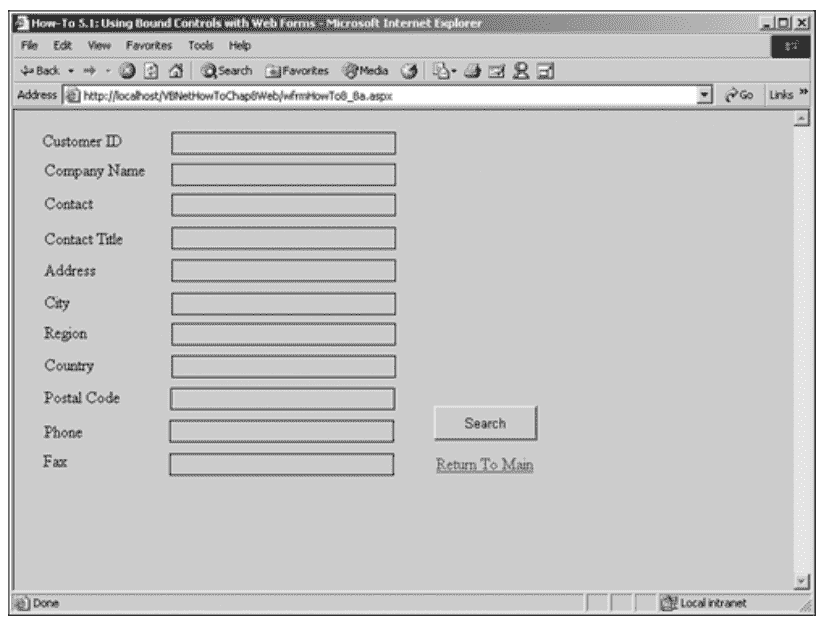 How-To 5.1: Using Bound Controls with Web Forms - Microsoft Internet Explorer
File Edit View Favorites Tools Help
Back Search Favorites Media
Address http://localhost/VBNetHowToChap8Web/wfrmHowTo8_8a.aspx Go Links »
Customer ID
Company Name
Contact
Contact Title
Address
City
Region
Country
Postal Code
Phone
Search
Fax
Return To Main
Done Local intranet